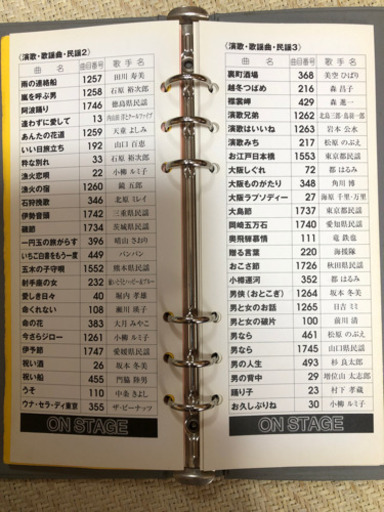 〈演歌・歌謡曲・民謡2〉
曲名 曲目番号 歌手名
雨の連絡船 1257 田川 寿美
嵐を呼ぶ男 1258 石原 裕次郎
阿波踊り 1746 徳島県民謡
逢わずに愛して 13
あんたの花道 1259 天童 よしみ
いい日旅立ち 192 山口 百恵
粋な別れ 33 石原 裕次郎
漁火恋唄 22 小柳 ルミ子
漁火の宿 1260 鏡 五郎
石狩挽歌 346 北原 ミレイ
伊勢音頭 1742 三重県民謡
磯節 1734 茨城県民謡
一円玉の旅がらす 396 晴山 さおり
いちご白書をもう一度 449 バンバン
五木の子守唄 1552 熊本県民謡
射手座の女 232
愛しき日々 40 堀内 孝雄
命くれない 108 瀬川 瑛子
命の花 383 大月 みやこ
今さらジロー 1261 小柳 ルミ子
伊予節 1747 愛媛県民謡
祝い酒 26 坂本 冬美
祝い船 455 門脇 陸男
うそ 110 中条 きよし
ウナ・セラ・ディ東京 355 ザ・ピーナッツ
ON STAGE
〈演歌・歌謡曲・民謡3〉
曲名 曲目番号 歌手名
裏町酒場 368 美空 ひばり
越冬つばめ 216 森 昌子
襟裳岬 429 森 進一
演歌兄弟 1262 北島三郎・鳥羽一郎
演歌はいいね 1263 岩本 公水
演歌みち 217 松原 のぶえ
お江戸日本橋 1553 東京都民謡
大阪しぐれ 72 都 はるみ
大阪ものがたり 348 角川 博
大阪ラプソディー 27 海原 千里・万里
大島節 1737 東京都民謡
岡崎五万石 1740 愛知県民謡
奥飛騨慕情 111 竜 鉄也
贈る言葉 220 海援隊
おこさ節 1726 秋田県民謡
小樽運河 352 都 はるみ
男侠(おとこぎ) 1264 坂本 冬美
男と女のお話 10 日吉 ミミ
男と女の破片 100 前川 清
男なら 461 松原 のぶえ
男なら 1745 山口県民謡
男の人生 493 杉 良太郎
男の背中 29 増位山 太志郎
踊り子 23 村下 孝蔵
お久しぶりね 30 小柳 ルミ子
ON STAGE